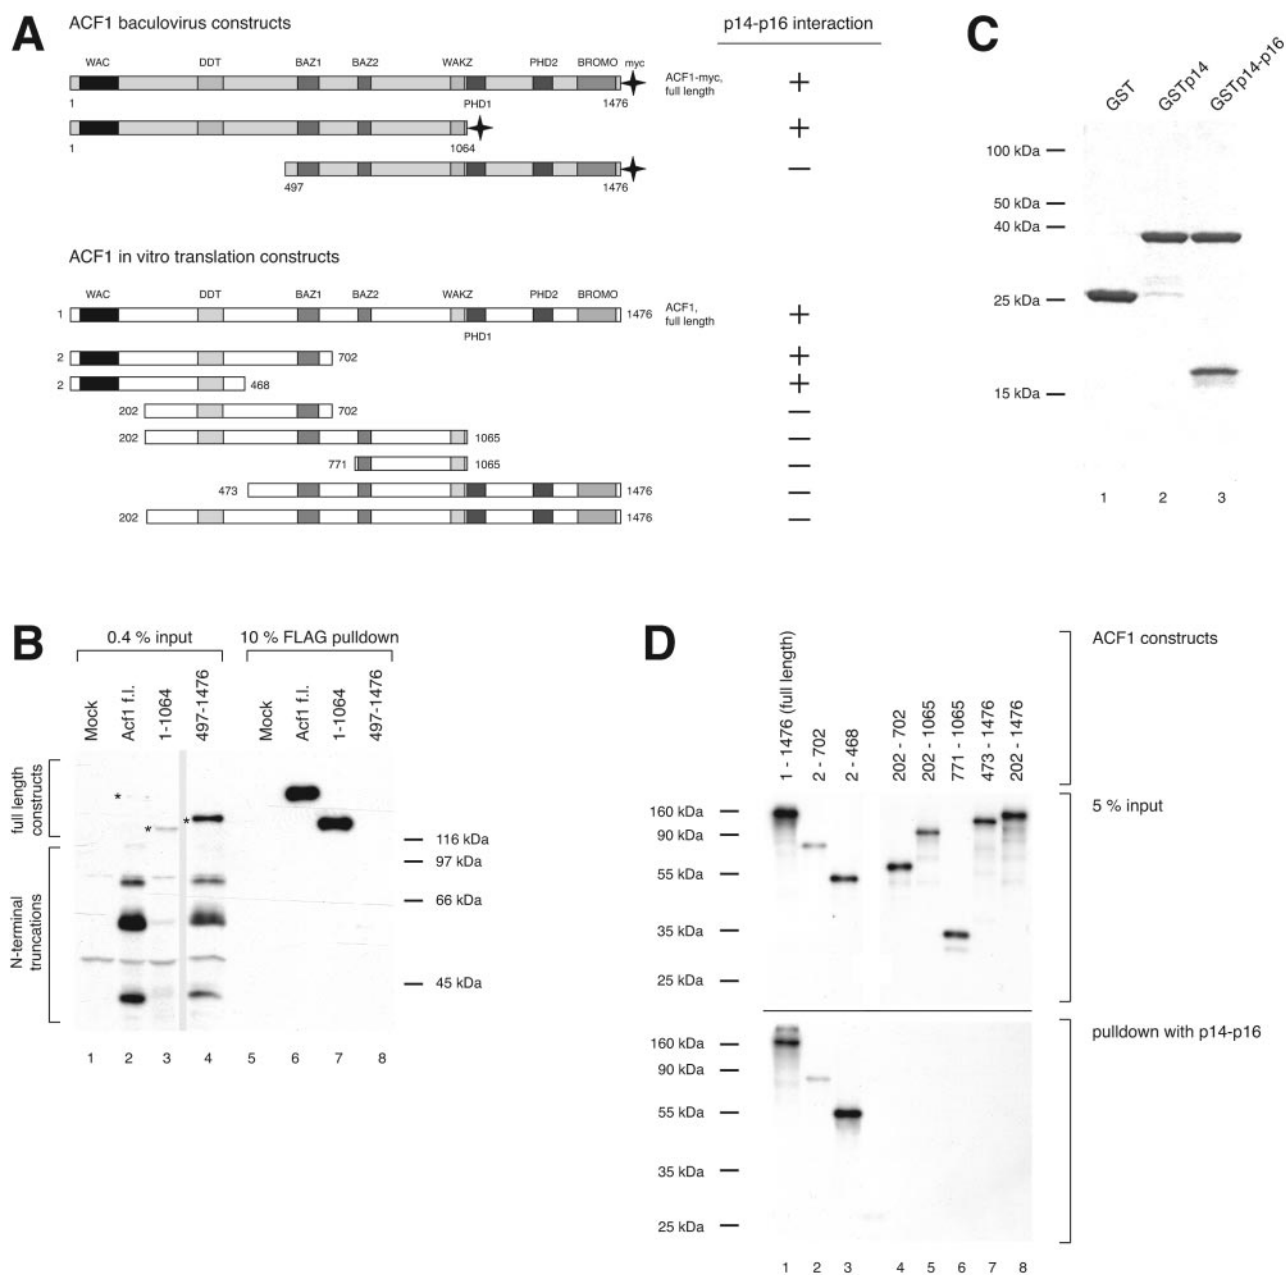 A
ACF1 baculovirus constructs
p14-p16 interaction
WAC DDT BAZ1 BAZ2 WAKZ PHD2 BROMO myc
ACF1-myc, full length
+
1 PHD1 1476
+
1 1064
—
497 1476
ACF1 in vitro translation constructs
WAC DDT BAZ1 BAZ2 WAKZ PHD2 BROMO
1 1476 ACF1, full length +
PHD1
2 702 +
2 468 +
202 702 —
202 1065 —
771 1065 —
473 1476 —
202 1476 —
C
GST GSTp14 GSTp14-p16
100 kDa
50 kDa
40 kDa
25 kDa
15 kDa
1 2 3
B
0.4 % input 10 % FLAG pulldown
Mock Acf1 f.l. 1-1064 497-1476 Mock Acf1 f.l. 1-1064 497-1476
full length constructs
N-terminal truncations
*
*
*
116 kDa
97 kDa
66 kDa
45 kDa
1 2 3 4 5 6 7 8
D
1 - 1476 (full length) 2 - 702 2 - 468 202 - 702 202 - 1065 771 - 1065 473 - 1476 202 - 1476
ACF1 constructs
5 % input
160 kDa
90 kDa
55 kDa
35 kDa
25 kDa
pulldown with p14-p16
160 kDa
90 kDa
55 kDa
35 kDa
25 kDa
1 2 3 4 5 6 7 8